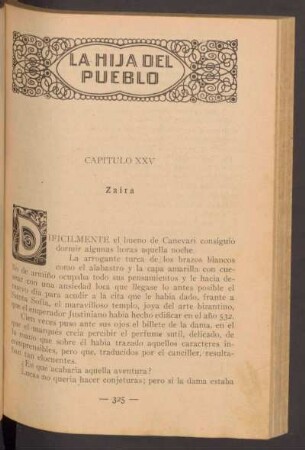 LA HIJA DEL
PUEBLO
CAPITULO XXV
Zaira
DIFICILMENTE el bueno de Canevari consiguió
dormir algunas horas aquella noche.
La arrogante turca de los brazos blancos
como el alabastro y la capa amarilla con cue-
llo de armiño ocupaba todo sus pensamientos y le hacía de-
sear con una ansiedad loca que llegase lo antes posible el
nuevo día para acudir a la cita que le había dado, frente a
Santa Sofía, el maravilloso templo, joya del arte bizantino,
que el emperador Justiniano había hecho edificar en el año 532.
Cien veces puso ante sus ojos el billete de la dama, en el
que el marqués creía percibir el perfume sutil, delicado, de
la mano que sobre él había trazado aquellos caracteres in-
comprensibles, pero que, traducidos por el canciller, resulta-
ban tan elocuentes.
¿En qué acabaría aquella aventura?
Lucas no quería hacer conjeturas; pero si la dama estaba
— 325 —